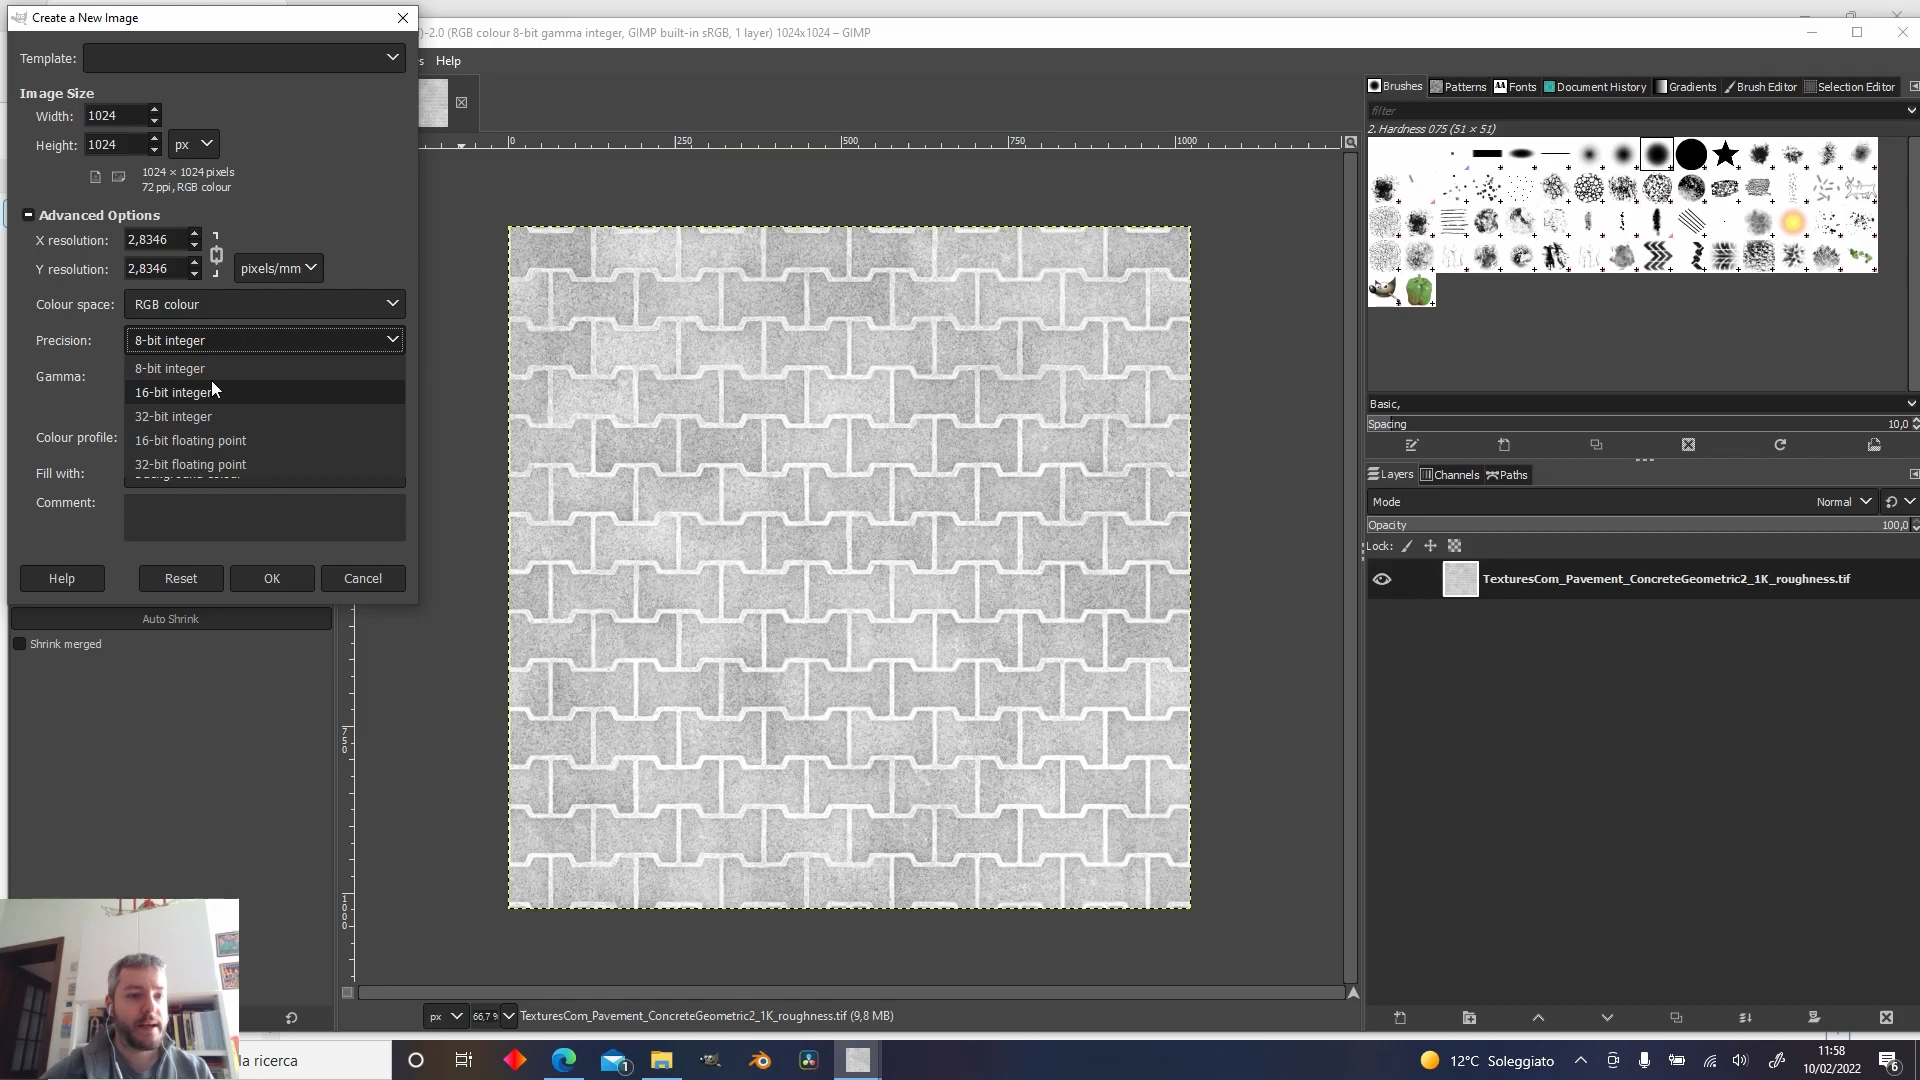 Create a New Image
)-2.0 (RGB colour 8-bit gamma integer, GIMP built-in sRGB, 1 layer) 1024x1024 – GIMP
Template:
s Help
Image Size
Width: 1024
Height: 1024 px
1024 × 1024 pixels
72 ppi, RGB colour
Advanced Options
X resolution: 2,8346
Y resolution: 2,8346 pixels/mm
Colour space: RGB colour
Precision: 8-bit integer
8-bit integer
Gamma:
16-bit integer
32-bit integer
Colour profile:
16-bit floating point
32-bit floating point
Fill with:
Background colour
Comment:
Help Reset OK Cancel
Auto Shrink
Shrink merged
0 250 500 750 1000
750
1000
Brushes Patterns Fonts Document History Gradients Brush Editor Selection Editor
filter
2. Hardness 075 (51 × 51)
Basic,
Spacing 10,0
Layers Channels Paths
Mode Normal
Opacity 100,0
Lock:
TexturesCom_Pavement_ConcreteGeometric2_1K_roughness.tif
px 66,7 % TexturesCom_Pavement_ConcreteGeometric2_1K_roughness.tif (9,8 MB)
la ricerca
1
12°C Soleggiato
11:58
10/02/2022
6